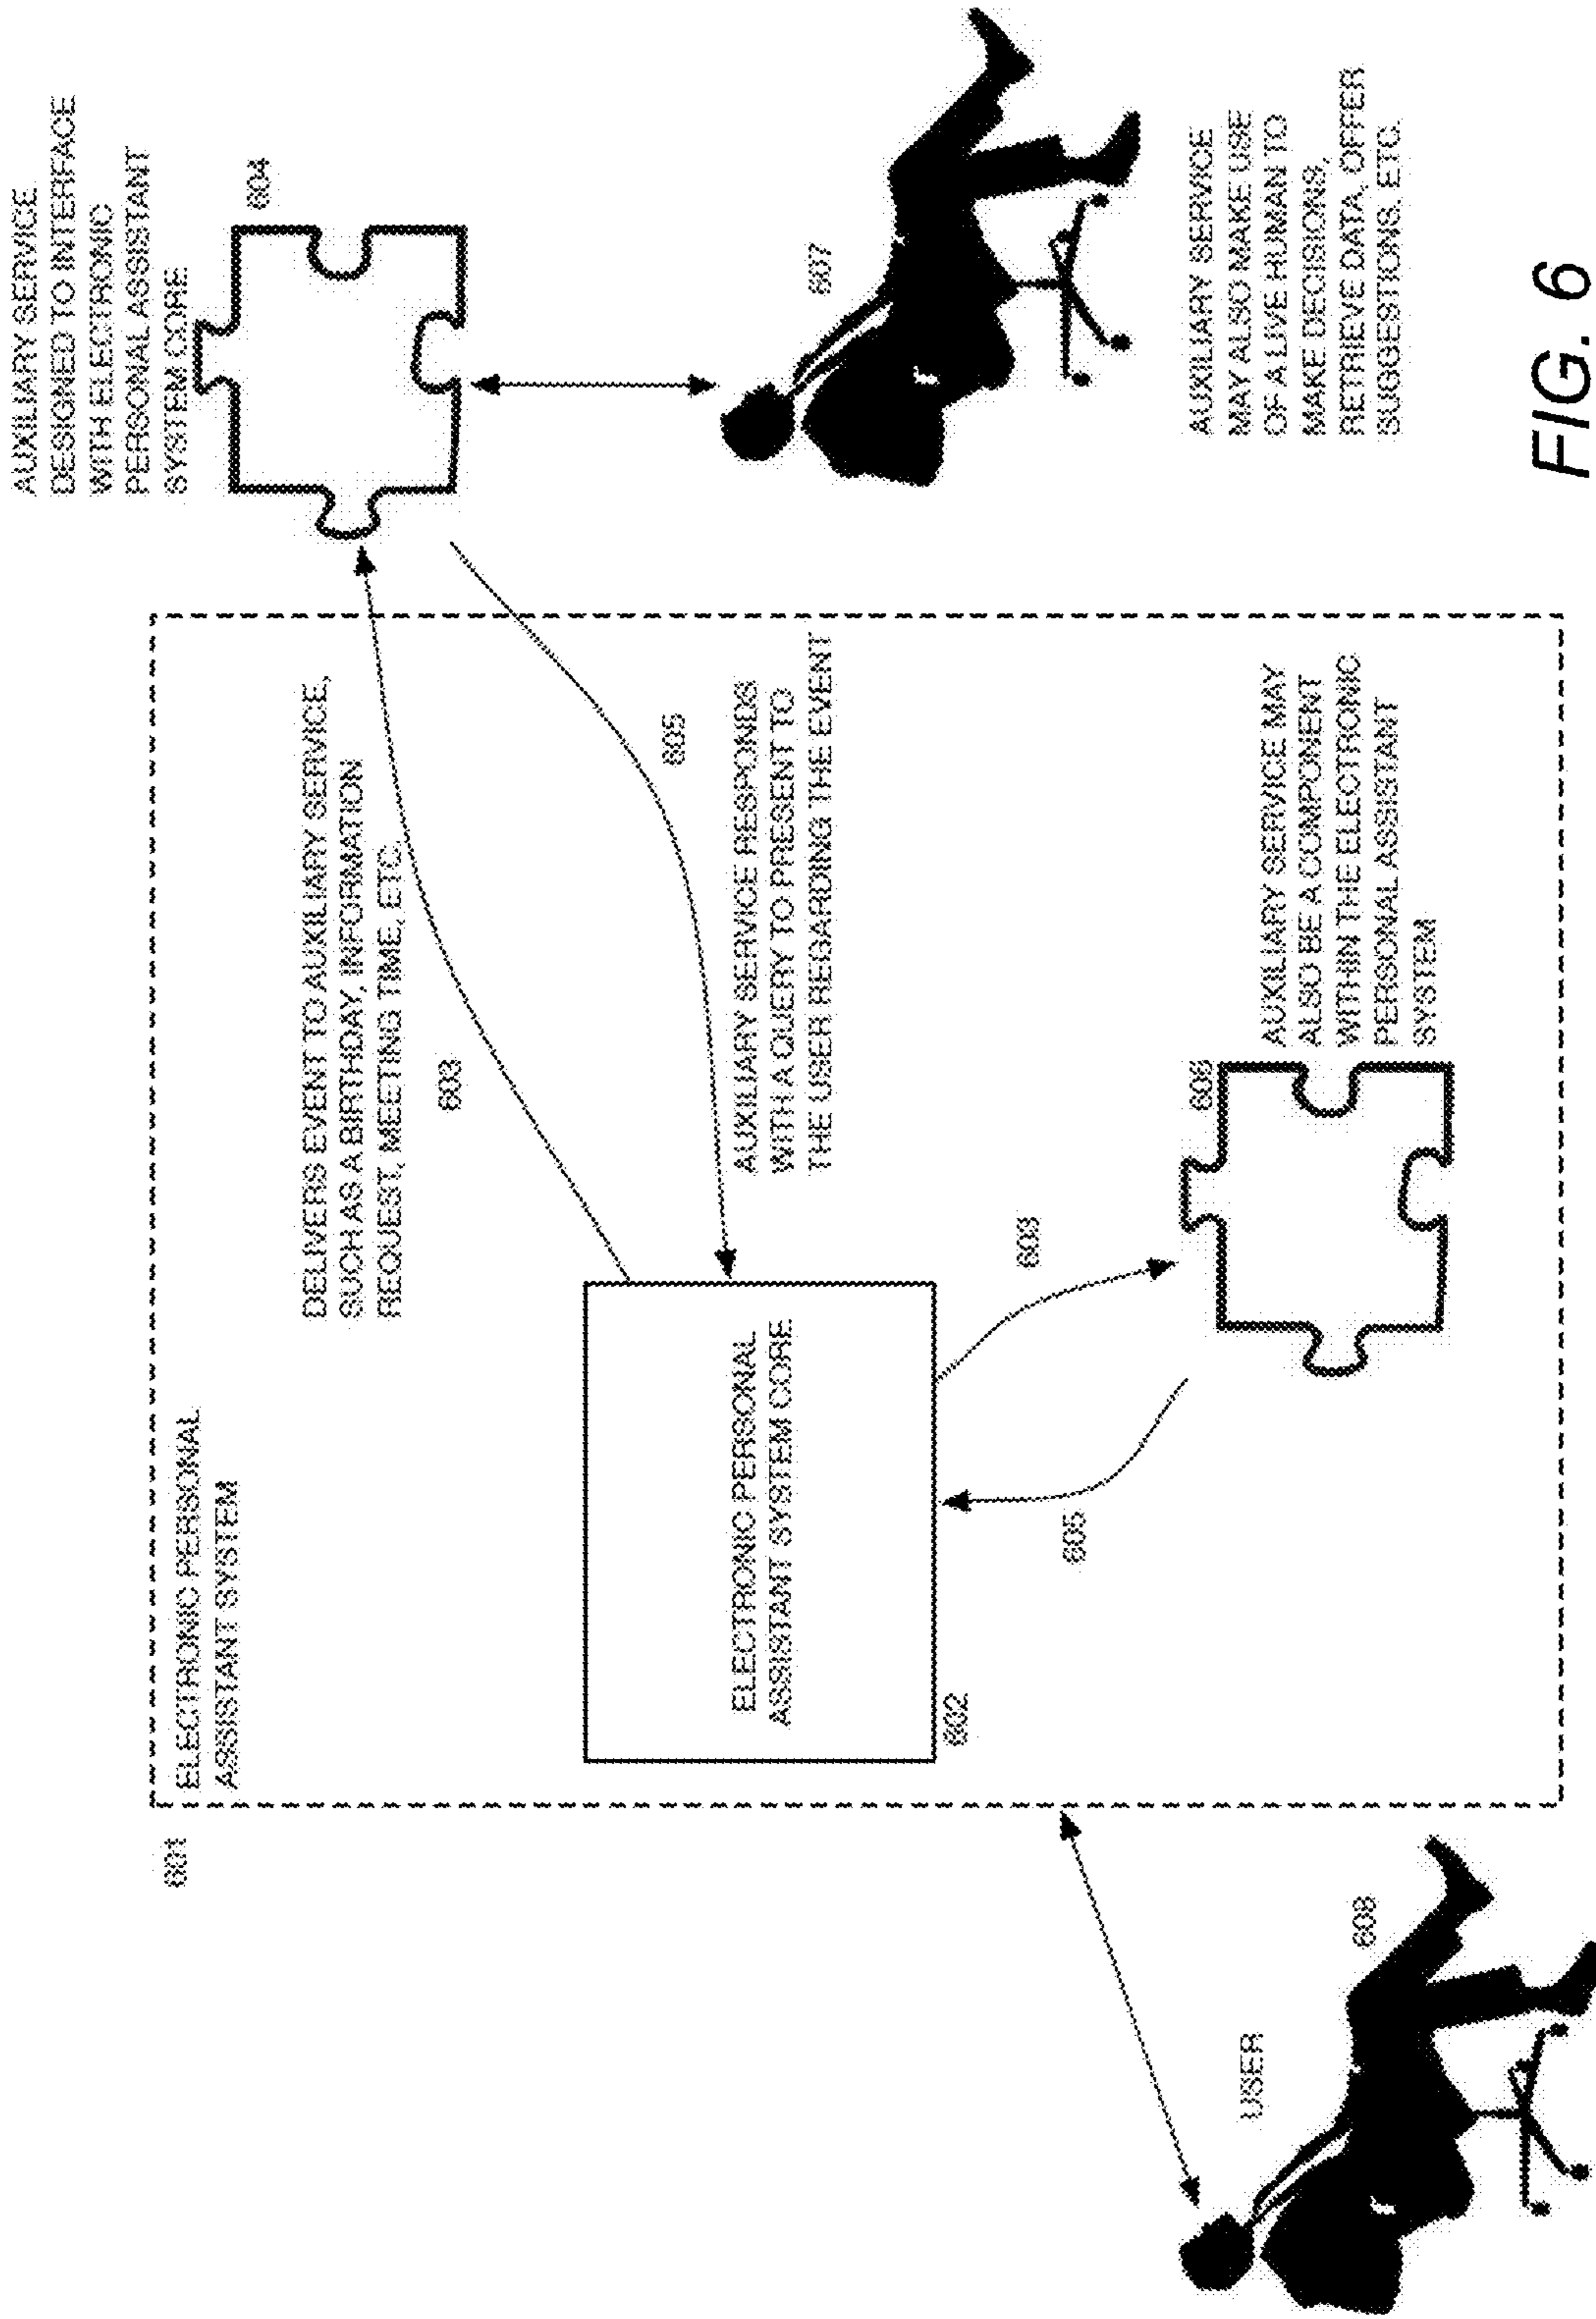 601
ELECTRONIC PERSONAL
ASSISTANT SYSTEM
DELIVERS EVENT TO AUXILIARY SERVICE,
SUCH AS A BIRTHDAY, INFORMATION
REQUEST, MEETING TIME, ETC.
603
AUXILIARY SERVICE
DESIGNED TO INTERFACE
WITH ELECTRONIC
PERSONAL ASSISTANT
SYSTEM CORE
604
605
AUXILIARY SERVICE RESPONDS
WITH A QUERY TO PRESENT TO
THE USER REGARDING THE EVENT
ELECTRONIC PERSONAL
ASSISTANT SYSTEM CORE
602
603
605
606
AUXILIARY SERVICE MAY
ALSO BE A COMPONENT
WITHIN THE ELECTRONIC
PERSONAL ASSISTANT
SYSTEM
607
AUXILIARY SERVICE
MAY ALSO MAKE USE
OF A LIVE HUMAN TO
MAKE DECISIONS,
RETRIEVE DATA, OFFER
SUGGESTIONS, ETC.
USER
608
FIG. 6